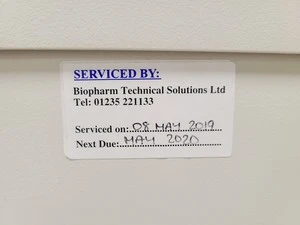 SERVICED BY:
Biopharm Technical Solutions Ltd
Tel: 01235 221133
Serviced on:..08 MAY 2019
Next Due:....MAY 2020............